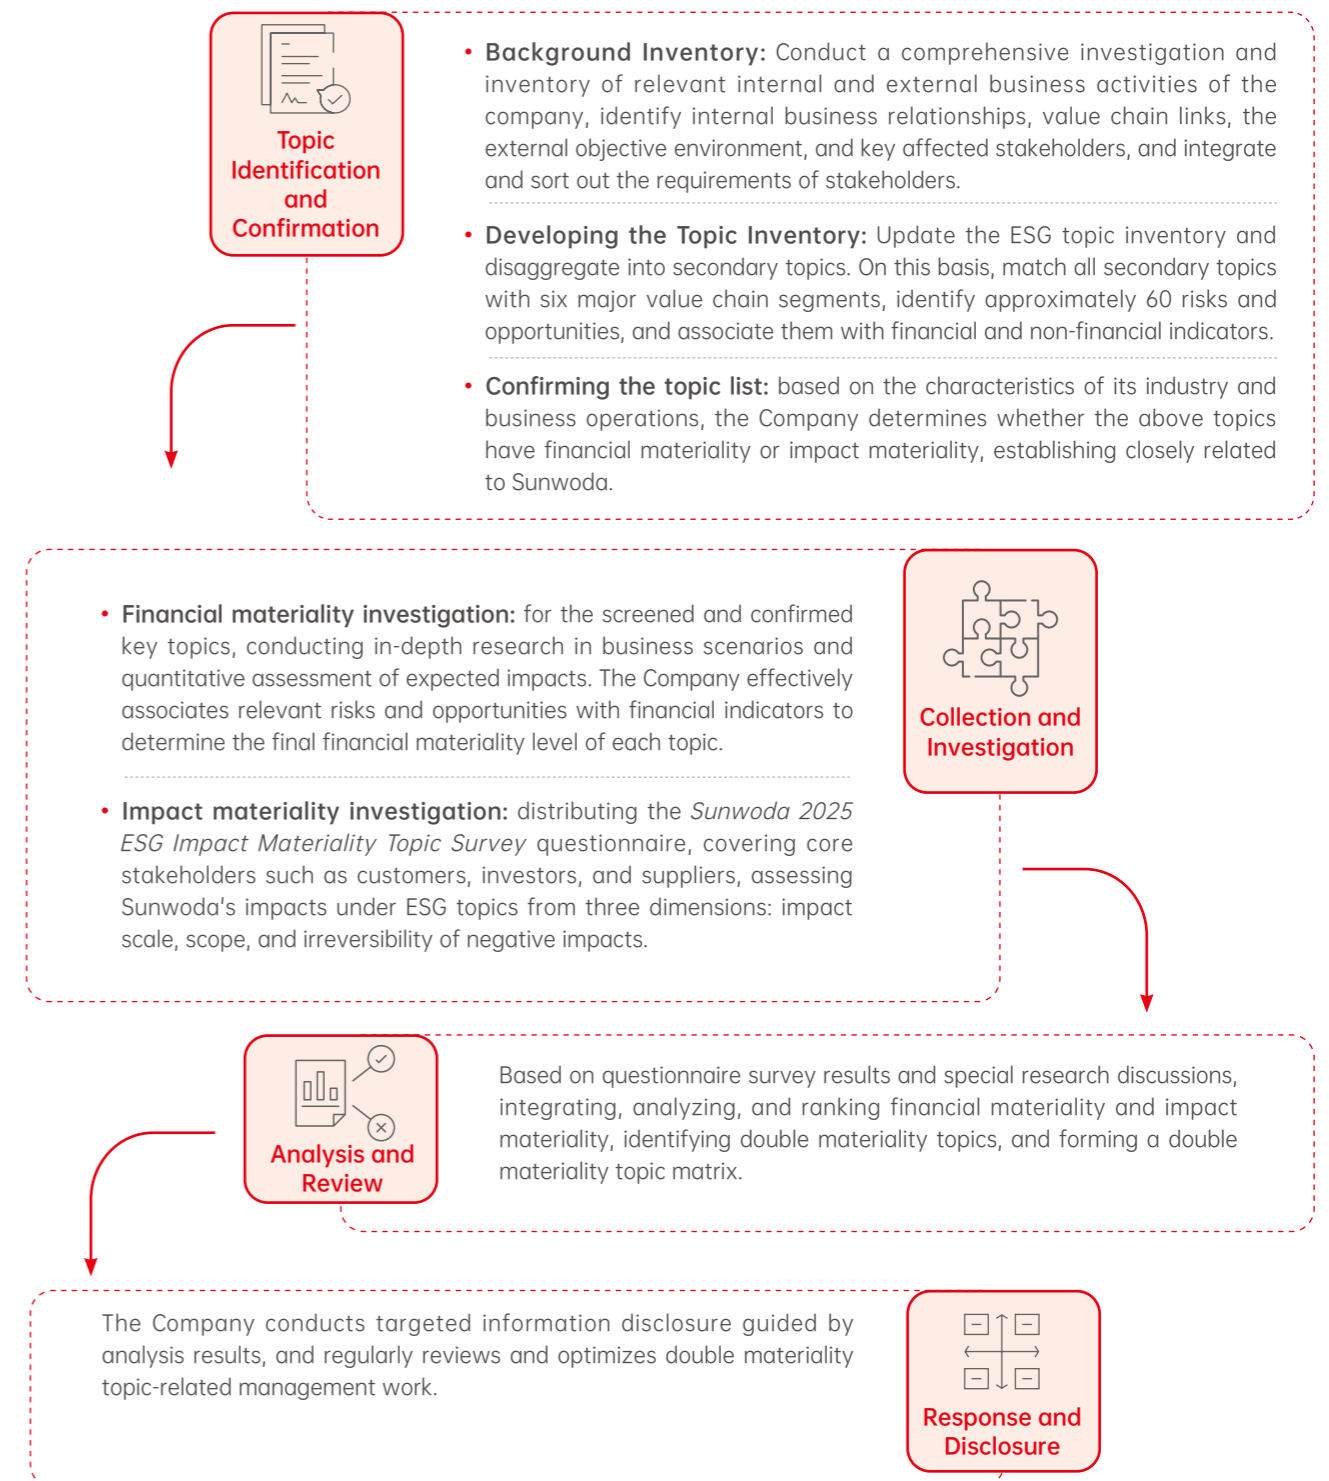 Topic
Identification
and
Confirmation
• Background Inventory: Conduct a comprehensive investigation and
inventory of relevant internal and external business activities of the
company, identify internal business relationships, value chain links, the
external objective environment, and key affected stakeholders, and integrate
and sort out the requirements of stakeholders.
• Developing the Topic Inventory: Update the ESG topic inventory and
disaggregate into secondary topics. On this basis, match all secondary topics
with six major value chain segments, identify approximately 60 risks and
opportunities, and associate them with financial and non-financial indicators.
• Confirming the topic list: based on the characteristics of its industry and
business operations, the Company determines whether the above topics
have financial materiality or impact materiality, establishing closely related
to Sunwoda.
• Financial materiality investigation: for the screened and confirmed
key topics, conducting in-depth research in business scenarios and
quantitative assessment of expected impacts. The Company effectively
associates relevant risks and opportunities with financial indicators to
determine the final financial materiality level of each topic.
• Impact materiality investigation: distributing the Sunwoda 2025
ESG Impact Materiality Topic Survey questionnaire, covering core
stakeholders such as customers, investors, and suppliers, assessing
Sunwoda's impacts under ESG topics from three dimensions: impact
scale, scope, and irreversibility of negative impacts.
Collection and
Investigation
Analysis and
Review
Based on questionnaire survey results and special research discussions,
integrating, analyzing, and ranking financial materiality and impact
materiality, identifying double materiality topics, and forming a double
materiality topic matrix.
The Company conducts targeted information disclosure guided by
analysis results, and regularly reviews and optimizes double materiality
topic-related management work.
Response and
Disclosure